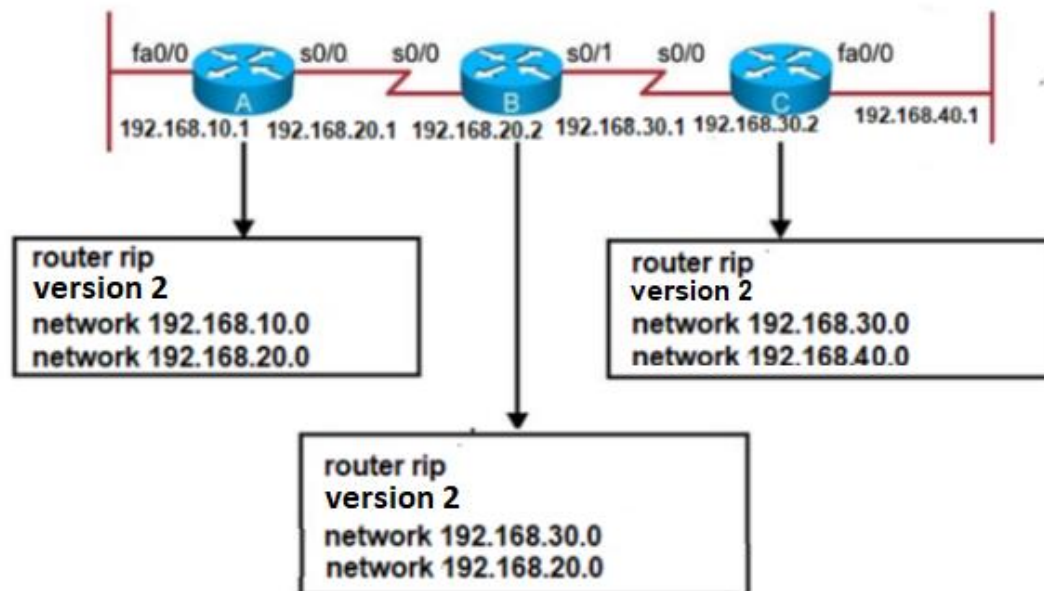 fa0/0 s0/0 s0/0 s0/1 s0/0 fa0/0
A B C
192.168.10.1 192.168.20.1 192.168.20.2 192.168.30.1 192.168.30.2 192.168.40.1
router rip
version 2
network 192.168.10.0
network 192.168.20.0
router rip
version 2
network 192.168.30.0
network 192.168.40.0
router rip
version 2
network 192.168.30.0
network 192.168.20.0